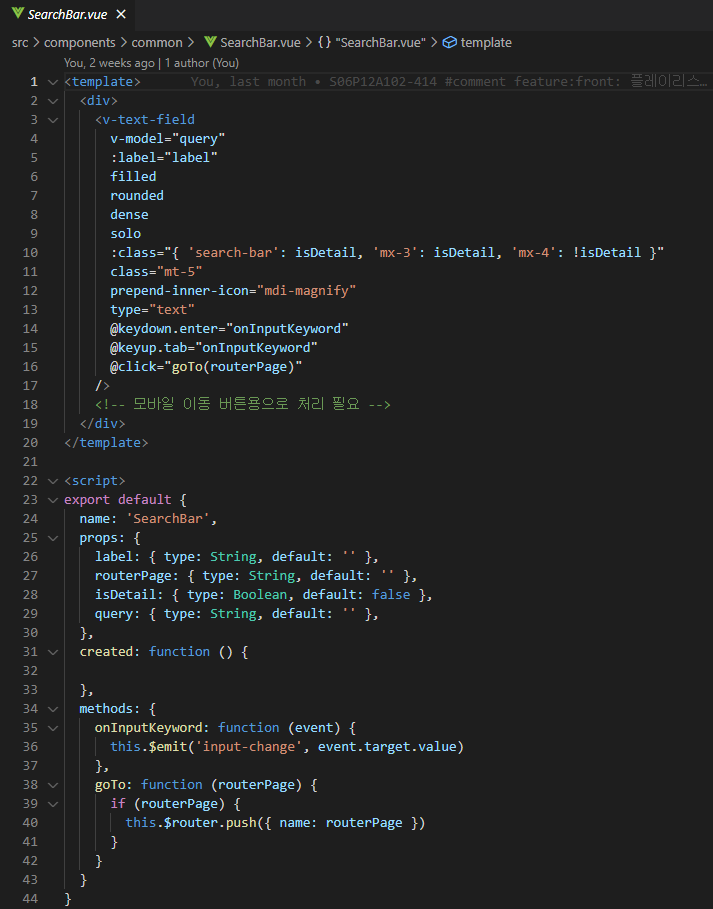 SearchBar.vue
src > components > common > SearchBar.vue > {} "SearchBar.vue" > template
You, 2 weeks ago | 1 author (You)
1 <template> You, last month • S06P12A102-414 #comment feature:front: 플레이리스…
2   <div>
3     <v-text-field
4       v-model="query"
5       :label="label"
6       filled
7       rounded
8       dense
9       solo
10       :class="{ 'search-bar': isDetail, 'mx-3': isDetail, 'mx-4': !isDetail }"
11       class="mt-5"
12       prepend-inner-icon="mdi-magnify"
13       type="text"
14       @keydown.enter="onInputKeyword"
15       @keyup.tab="onInputKeyword"
16       @click="goTo(routerPage)"
17     />
18     <!-- 모바일 이동 버튼용으로 처리 필요 -->
19   </div>
20 </template>
21
22 <script>
23 export default {
24   name: 'SearchBar',
25   props: {
26     label: { type: String, default: '' },
27     routerPage: { type: String, default: '' },
28     isDetail: { type: Boolean, default: false },
29     query: { type: String, default: '' },
30   },
31   created: function () {
32
33   },
34   methods: {
35     onInputKeyword: function (event) {
36       this.$emit('input-change', event.target.value)
37     },
38     goTo: function (routerPage) {
39       if (routerPage) {
40         this.$router.push({ name: routerPage })
41       }
42     }
43   }
44 }